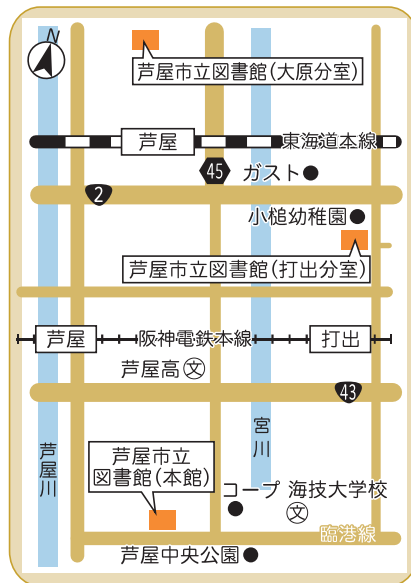 N
芦屋市立図書館(大原分室)
芦屋
東海道本線
45
ガスト
2
小槌幼稚園
芦屋市立図書館(打出分室)
芦屋
阪神電鉄本線
打出
芦屋高
文
43
芦屋川
宮川
芦屋市立
図書館(本館)
コープ
海技大学校
文
臨港線
芦屋中央公園